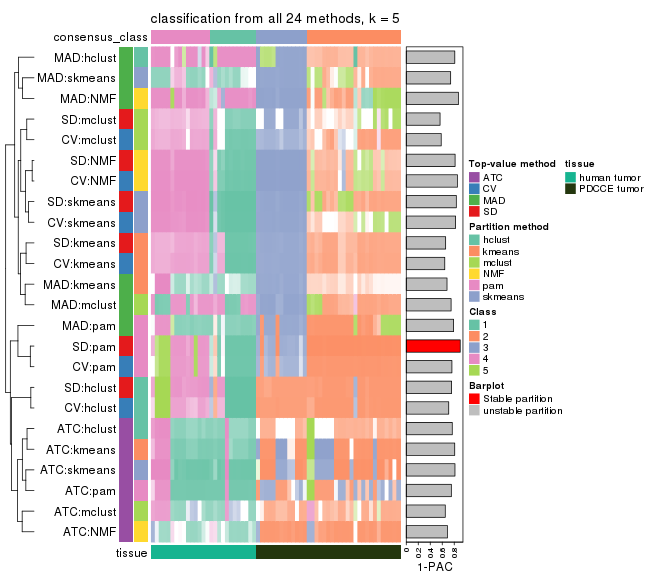 classification from all 24 methods, k = 5
consensus_class
MAD:hclust
MAD:skmeans
MAD:NMF
SD:mclust
CV:mclust
SD:NMF
CV:NMF
SD:skmeans
CV:skmeans
SD:kmeans
CV:kmeans
MAD:kmeans
MAD:mclust
MAD:pam
SD:pam
CV:pam
SD:hclust
CV:hclust
ATC:hclust
ATC:kmeans
ATC:skmeans
ATC:pam
ATC:mclust
ATC:NMF
tissue
0 0.2 0.4 0.6 0.8
1-PAC
Top-value method
ATC
CV
MAD
SD
Partition method
hclust
kmeans
mclust
NMF
pam
skmeans
Class
1
2
3
4
5
Barplot
Stable partition
unstable partition
tissue
human tumor
PDCCE tumor